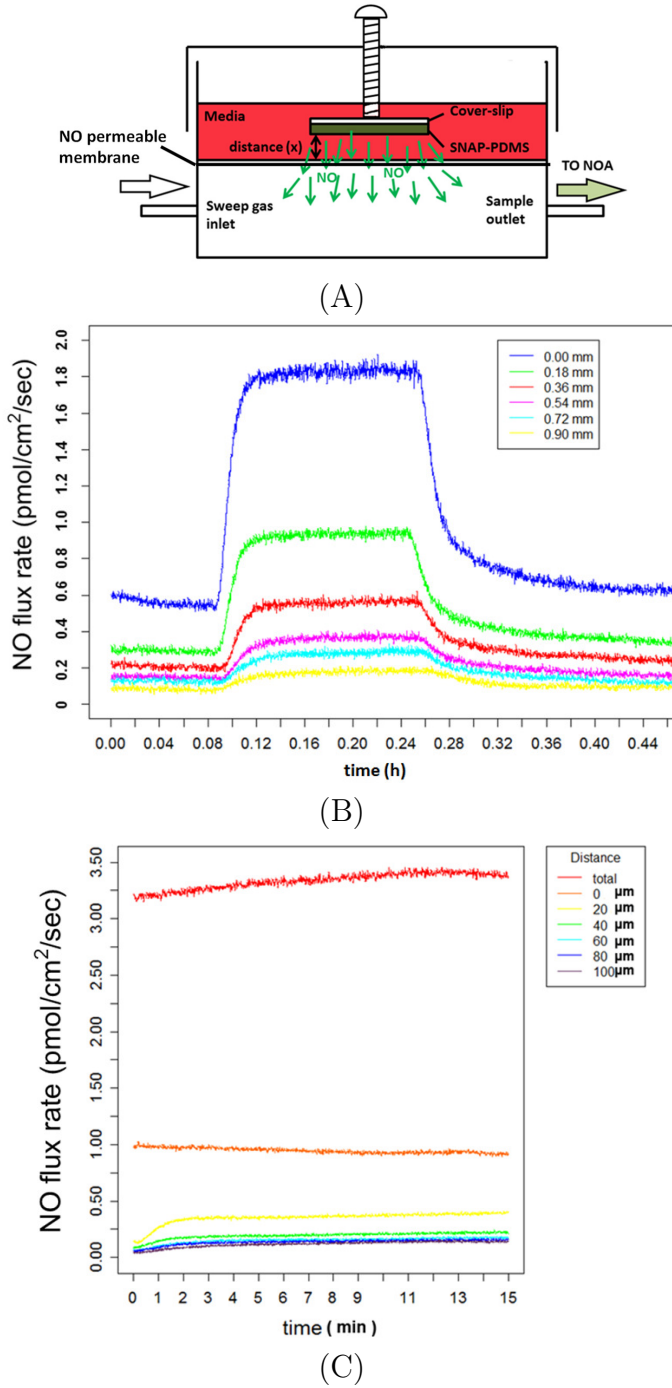 Media
Cover-slip
NO permeable
membrane
distance (x)
SNAP-PDMS
NO
NO
TO NOA
Sweep gas
inlet
Sample
outlet
(A)
NO flux rate (pmol/cm²/sec)
2.0
1.8
1.6
1.4
1.2
1.0
0.8
0.6
0.4
0.2
0
0.00 mm
0.18 mm
0.36 mm
0.54 mm
0.72 mm
0.90 mm
0.00 0.04 0.08 0.12 0.16 0.20 0.24 0.28 0.32 0.36 0.40 0.44
time (h)
(B)
NO flux rate (pmol/cm²/sec)
3.50
3.00
2.50
2.00
1.50
1.00
0.50
0.00
Distance
total
0 µm
20 µm
40 µm
60 µm
80 µm
100 µm
0 1 2 3 4 5 6 7 8 9 11 13 15
time ( min )
(C)